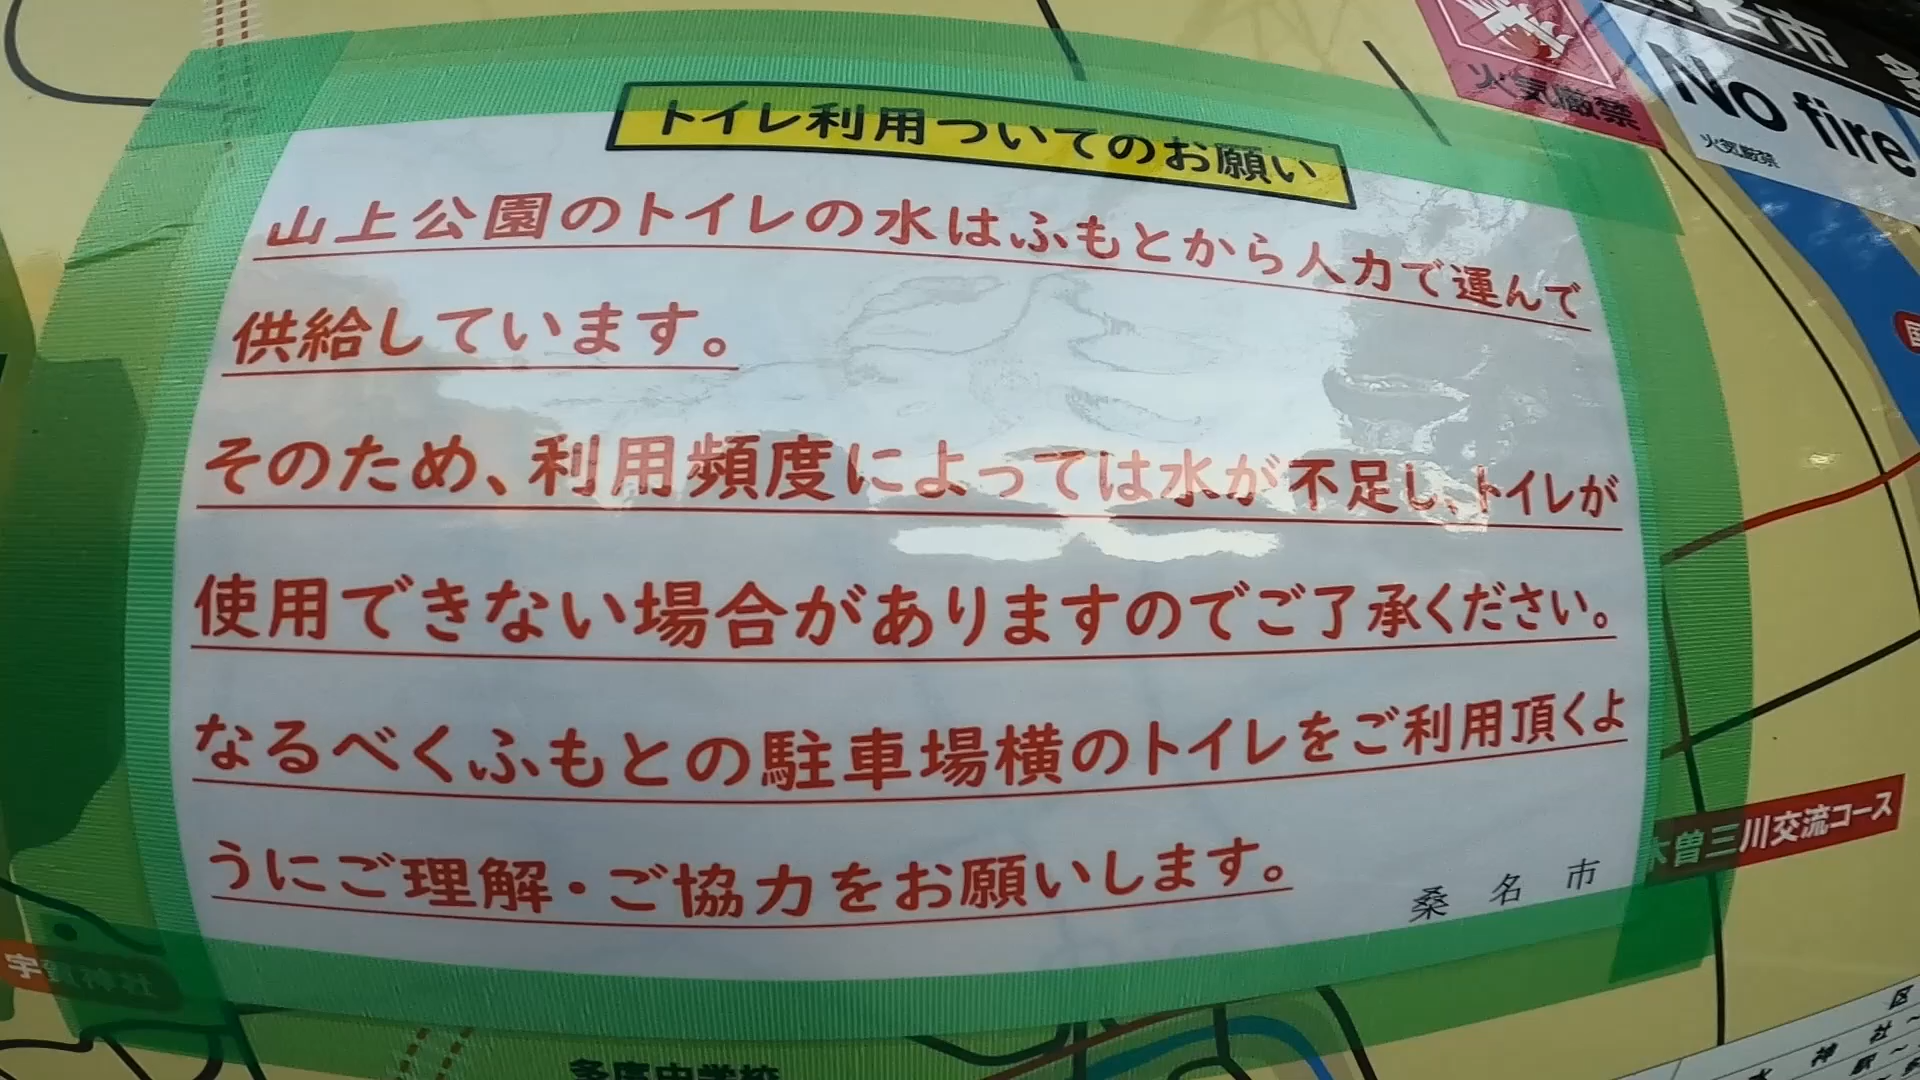 トイレ利用ついてのお願い
山上公園のトイレの水はふもとから人力で運んで
供給しています。
そのため、利用頻度によっては水が不足し、トイレが
使用できない場合がありますのでご了承ください。
なるべくふもとの駐車場横のトイレをご利用頂くよ
うにご理解・ご協力をお願いします。
桑名市
火気厳禁
No fire
火気厳禁
名市
木曽三川交流コース
宇賀神社
多度中学校